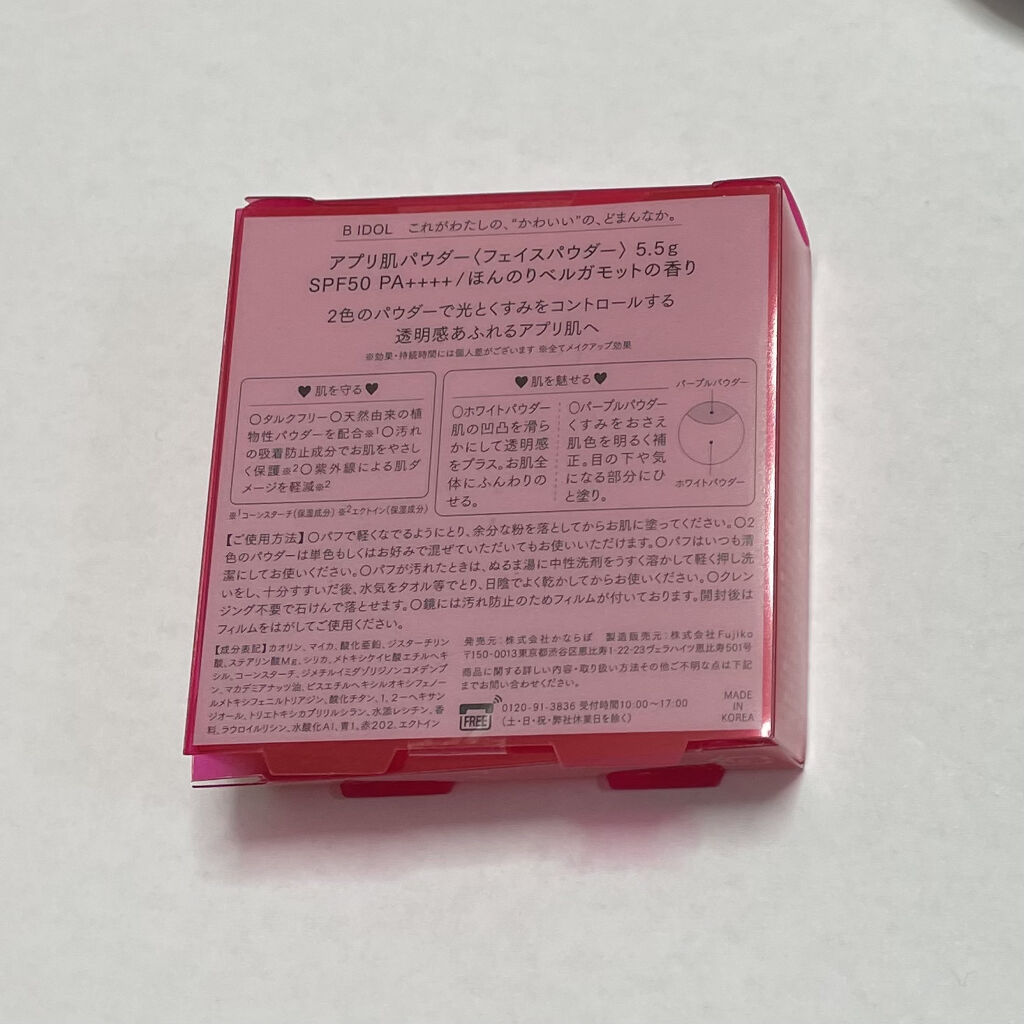 B IDOL これがわたしの、“かわいい”の、どまんなか。
アプリ肌パウダー〈フェイスパウダー〉 5.5g
SPF50 PA++++/ほんのりベルガモットの香り
2色のパウダーで光とくすみをコントロールする
透明感あふれるアプリ肌へ
※効果・持続時間には個人差がございます ※全てメイクアップ効果
♥肌を守る♥
〇タルクフリー〇天然由来の植
物性パウダーを配合※1〇汚れ
の吸着防止成分でお肌をやさし
く保護※2〇紫外線による肌ダ
メージを軽減※2
※1コーンスターチ(保湿成分) ※2エクトイン(保湿成分)
♥肌を魅せる♥
〇ホワイトパウダー
肌の凹凸を滑ら
かにして透明感
をプラス。お肌全
体にふんわりの
せる。
〇パープルパウダー
くすみをおさえ
肌色を明るく補
正。目の下や気
になる部分にひ
と塗り。
パープルパウダー
ホワイトパウダー
【ご使用方法】〇パフで軽くなでるようにとり、余分な粉を落としてからお肌に塗ってください。〇2
色のパウダーは単色もしくはお好みで混ぜていただいてもお使いいただけます。〇パフはいつも清
潔にしてお使いください。〇パフが汚れたときは、ぬるま湯に中性洗剤をうすく溶かして軽く押し洗
いをし、十分すすいだ後、水気をタオル等でとり、日陰でよく乾かしてからお使いください。〇クレン
ジング不要で石けんで落とせます。〇鏡には汚れ防止のためフィルムが付いております。開封後は
フィルムをはがしてご使用ください。
【成分表記】カオリン、マイカ、酸化亜鉛、ジステアリン
酸、ステアリン酸Mg、シリカ、メトキシケイヒ酸エチルヘキ
シル、コーンスターチ、ジメチルイミダゾリジノンコメデンプ
ン、マカデミアナッツ油、ビスエチルヘキシルオキシフェノー
ルメトキシフェニルトリアジン、酸化チタン、1,2-ヘキサン
ジオール、トリエトキシカプリリルシラン、水添レシチン、香
料、ラウロイルリシン、水酸化Al、青1、赤202、エクトイン
発売元:株式会社かならぼ 製造販売元:株式会社Fujiko
〒150-0013東京都渋谷区恵比寿1-22-23ヴェラハイツ恵比寿501号
商品に関する詳しい内容・取り扱い方法その他ご不明な点は下記
までお問い合わせください。
FREE 0120-91-3836 受付時間10:00〜17:00
(土・日・祝・弊社休業日を除く)
MADE
IN
KOREA